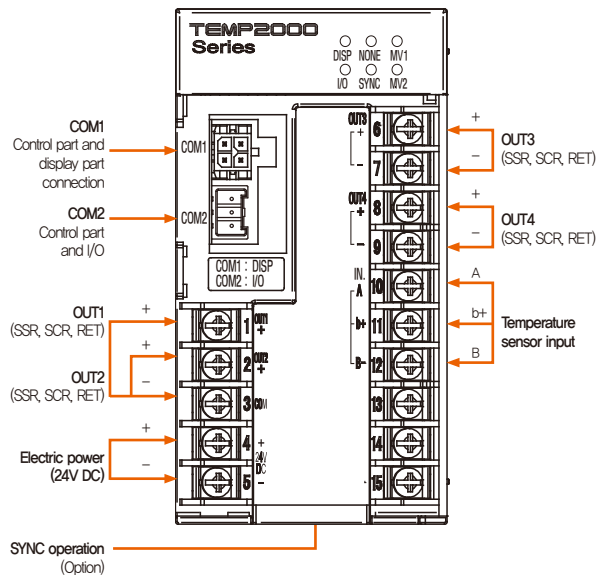 TEMP2000
Series
DISP NONE MV1
I/O SYNC MV2
COM1
Control part and
display part
connection
COM2
Control part
and I/O
COM1
COM2
COM1 : DISP
COM2 : I/O
OUT1
(SSR, SCR, RET)
+
+
OUT2
(SSR, SCR, RET)
−
Electric power
(24V DC)
+
−
1 OUT1
+
2 OUT2
+
3 COM
4 +
24V
DC
5 −
OUT3
+
6
−
7
OUT4
+
8
−
9
IN.
A
10
b+
11
B−
12
13
14
15
+
−
OUT3
(SSR, SCR, RET)
+
−
OUT4
(SSR, SCR, RET)
A
b+
B
Temperature
sensor input
SYNC operation
(Option)